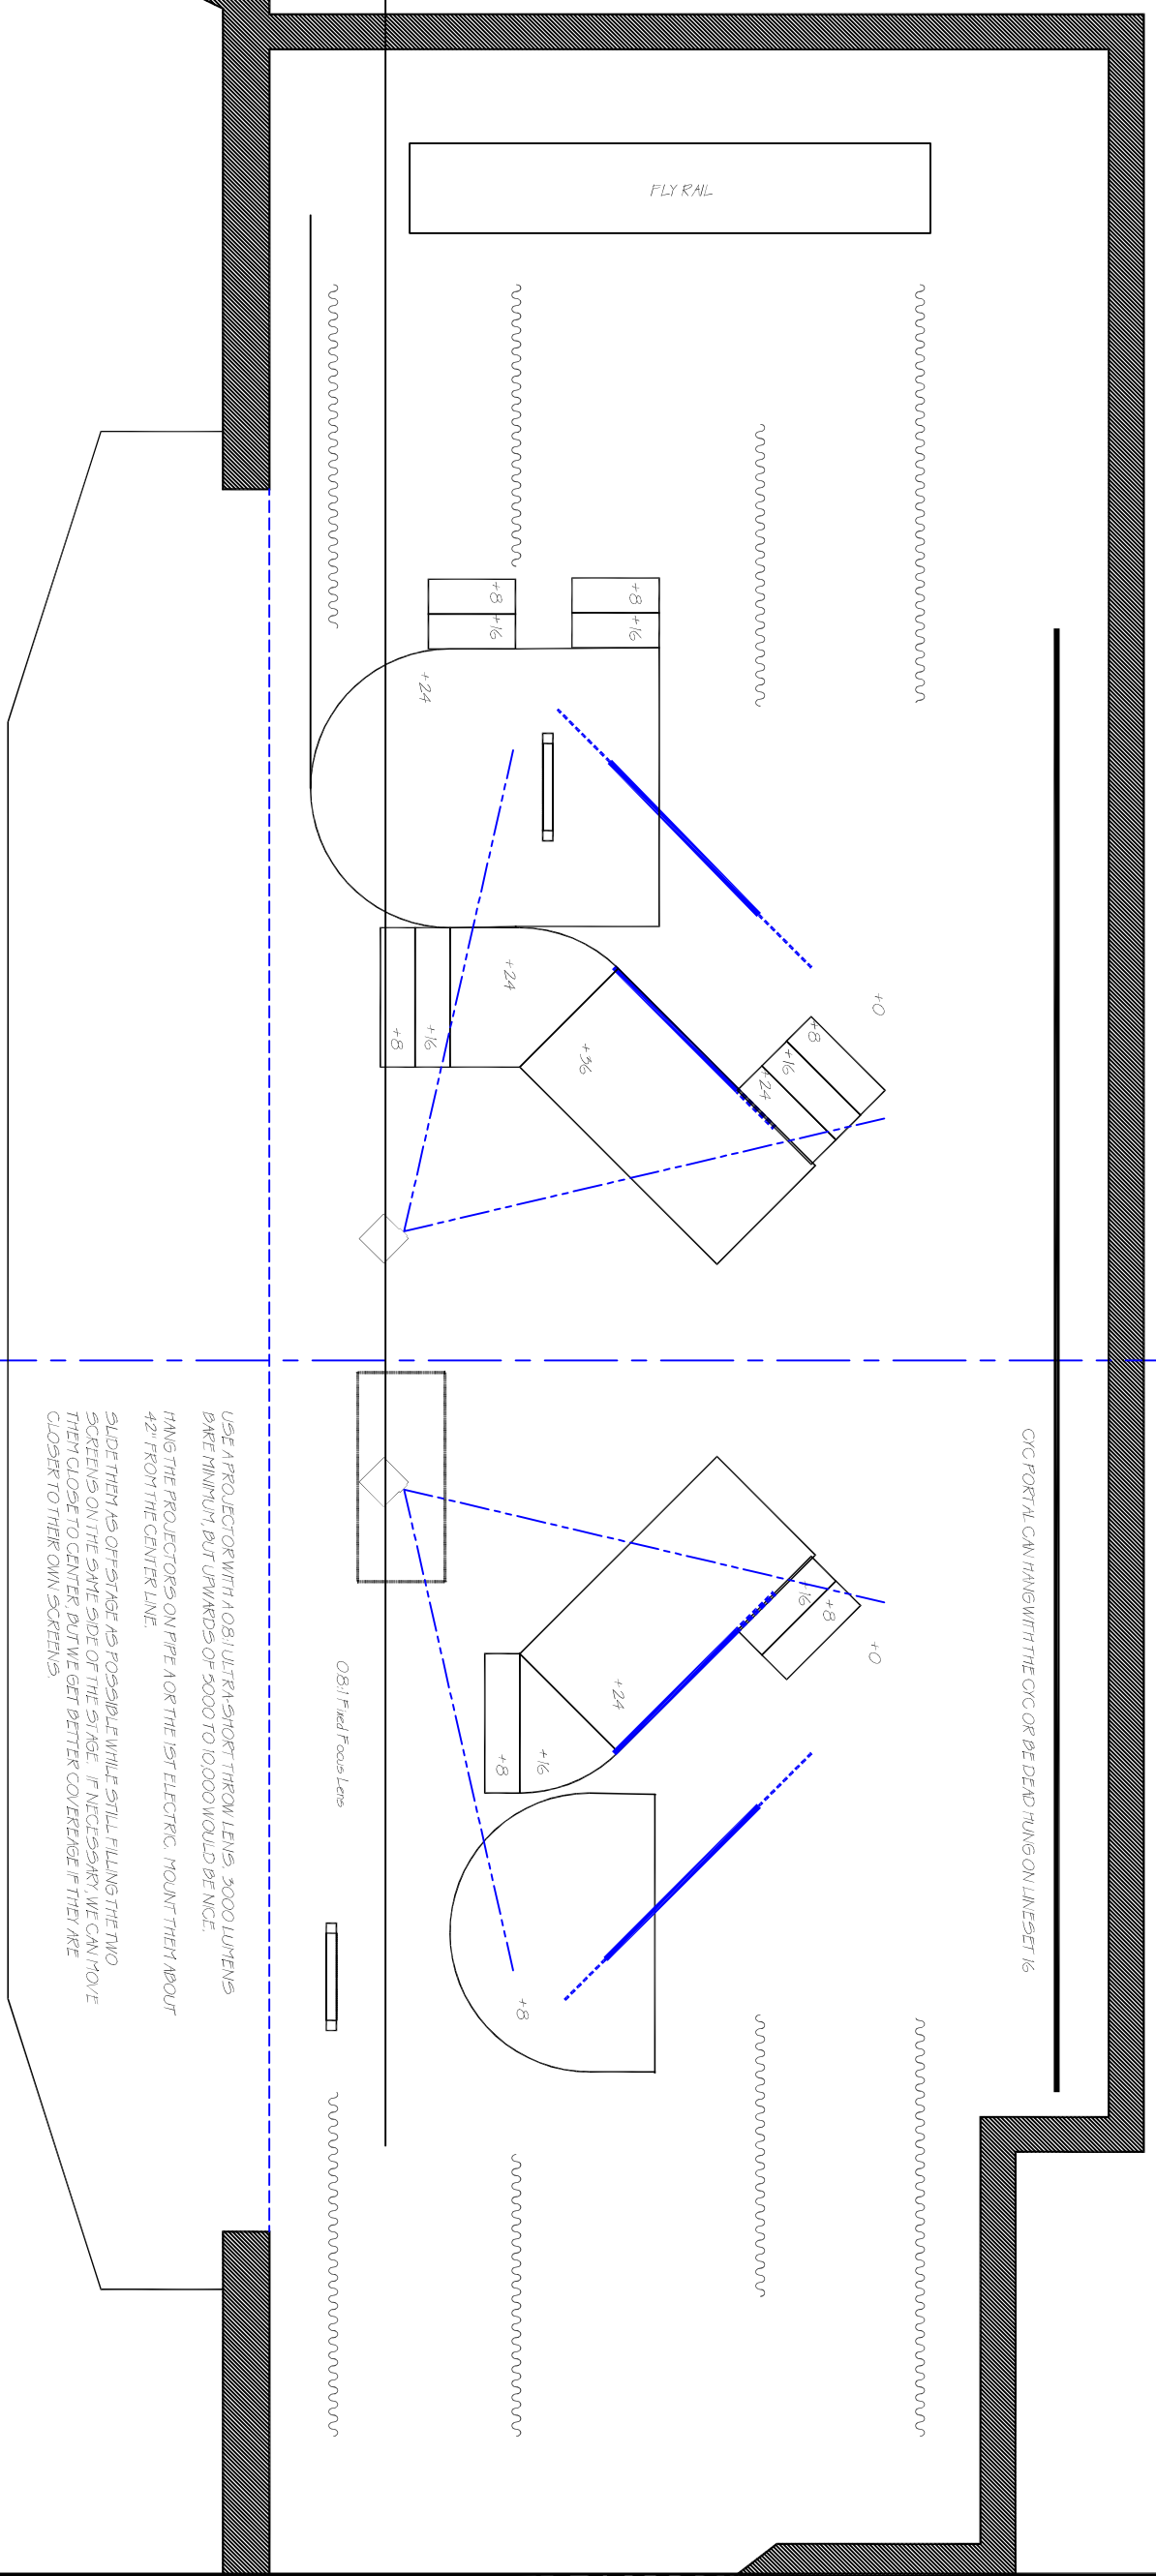 FLY RAIL
+8
+16
+8
+16
+24
+24
+16
+8
+36
+0
+8
+16
+24
CYC PORTAL CAN HANG WITH THE CYC OR BE DEAD HUNG ON LINESET 16
+0
+8
+16
+24
+16
+8
+8
0.8:1 Fixed Focus Lens
USE A PROJECTOR WITH A 0.8:1 ULTRA-SHORT THROW LENS. 3000 LUMENS
BARE MINIMUM, BUT UPWARDS OF 5000 TO 10,000 WOULD BE NICE.
HANG THE PROJECTORS ON PIPE A OR THE 1ST ELECTRIC. MOUNT THEM ABOUT
42" FROM THE CENTER LINE.
SLIDE THEM AS OFFSTAGE AS POSSIBLE WHILE STILL FILLING THE TWO
SCREENS ON THE SAME SIDE OF THE STAGE. IF NECESSARY, WE CAN MOVE
THEM CLOSE TO CENTER, BUT WE GET BETTER COVEREAGE IF THEY ARE
CLOSER TO THEIR OWN SCREENS.